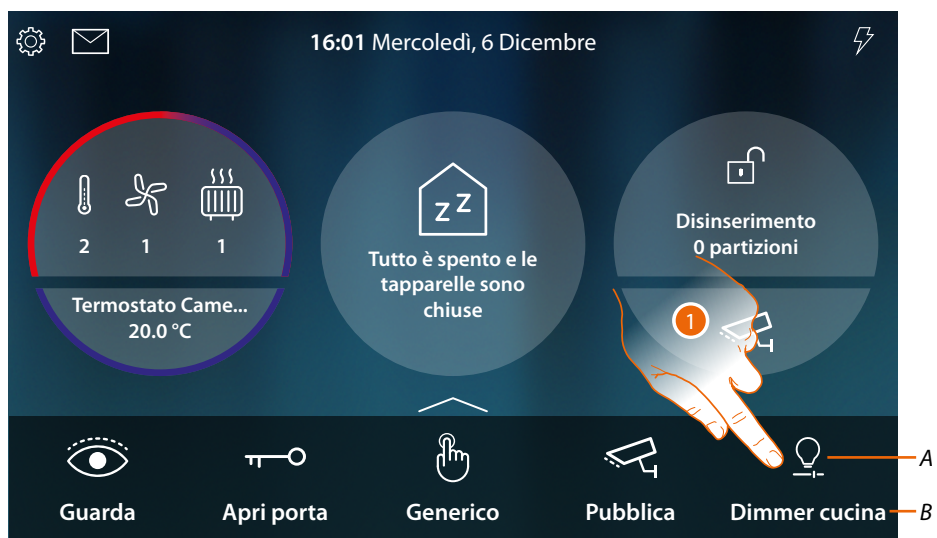 16:01 Mercoledì, 6 Dicembre
2 1 1
Termostato Came...
20.0 °C
z Z
Tutto è spento e le
tapparelle sono
chiuse
Disinserimento
0 partizioni
1
A
Guarda Apri porta Generico Pubblica Dimmer cucina B